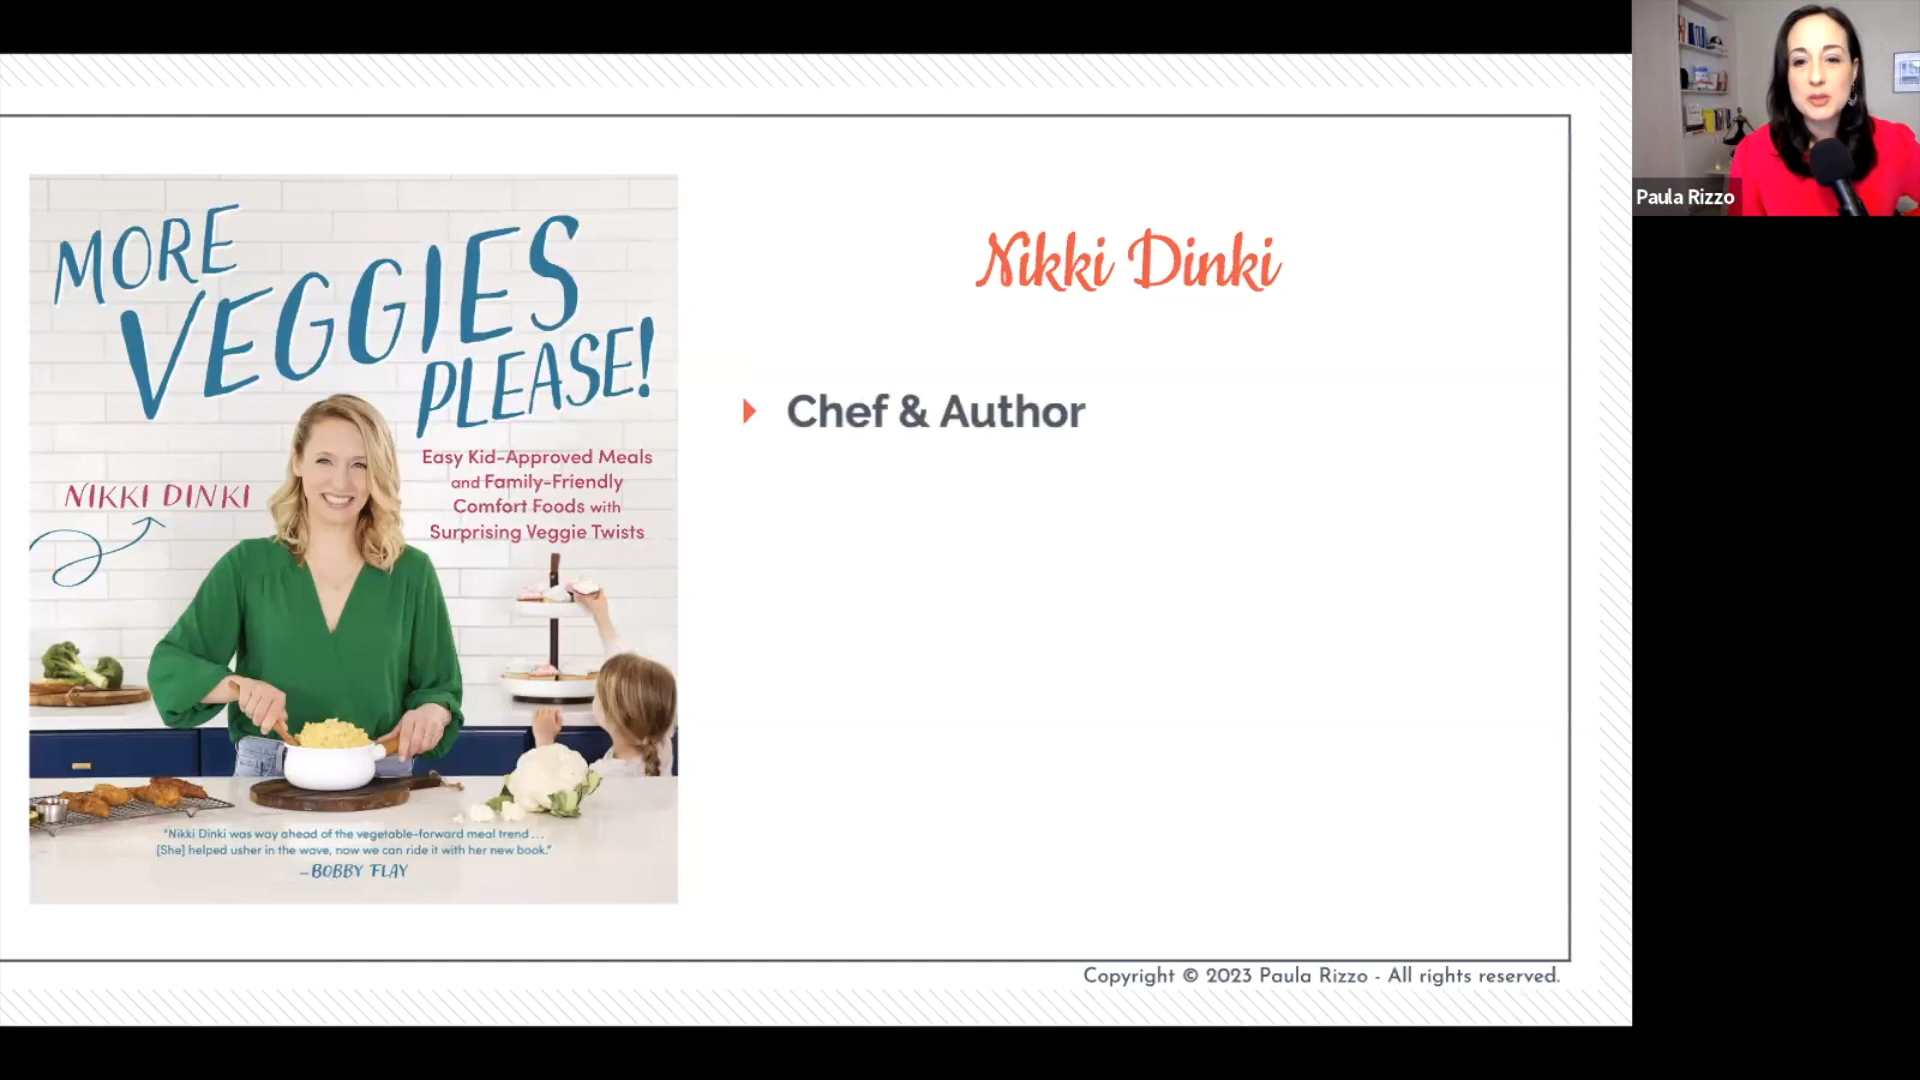 MORE
VEGGIES
PLEASE!
Easy Kid-Approved Meals
and Family-Friendly
Comfort Foods with
Surprising Veggie Twists
NIKKI DINKI
"Nikki Dinki was way ahead of the vegetable-forward meal trend...
[She] helped usher in the wave, now we can ride it with her new book."
-BOBBY FLAY
Nikki Dinki
Chef & Author
Copyright © 2023 Paula Rizzo - All rights reserved.
Paula Rizzo